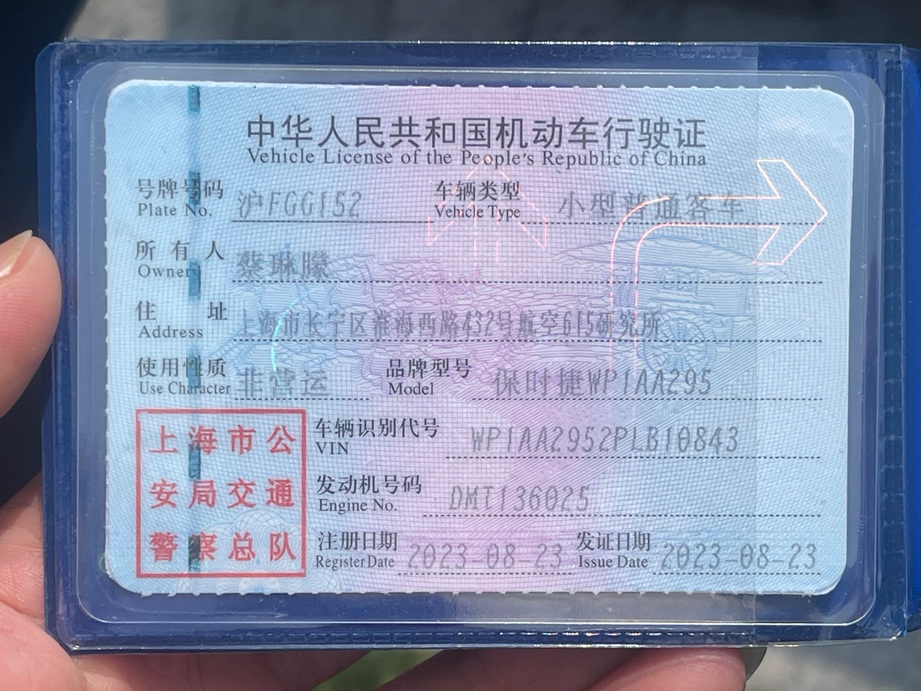 中华人民共和国机动车行驶证
Vehicle License of the People's Republic of China
号牌号码 沪FGG152 车辆类型 小型普通客车
Plate No. Vehicle Type
所有人 蔡琳朦
Owner
住址 上海市长宁区淮海西路432号航空615研究所
Address
使用性质 非营运 品牌型号 保时捷WP1AA295
Use Character Model
上海市公
安局交通
警察总队
车辆识别代号 WP1AA2952PLB10843
VIN
发动机号码 DMT136025
Engine No.
注册日期 2023-08-23 发证日期 2023-08-23
Register Date Issue Date